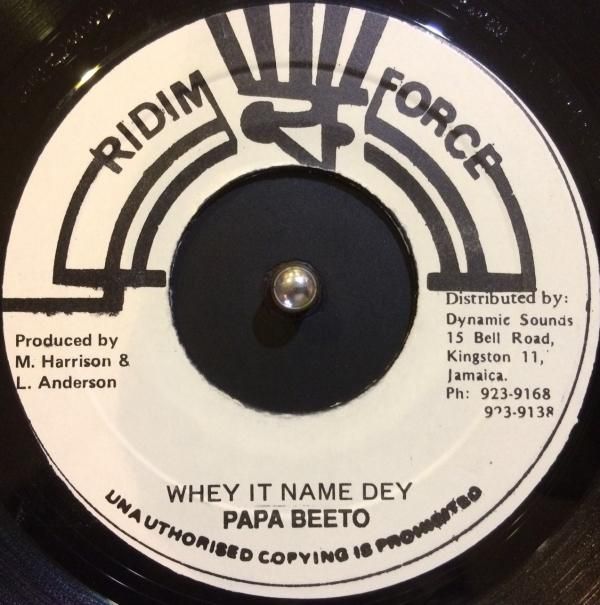 RIDIM FORCE
Produced by
M. Harrison &
L. Anderson
Distributed by:
Dynamic Sounds
15 Bell Road,
Kingston 11,
Jamaica.
Ph: 923-9168
923-9138
WHEY IT NAME DEY
PAPA BEETO
UNAUTHORISED COPYING IS PROHIBITED